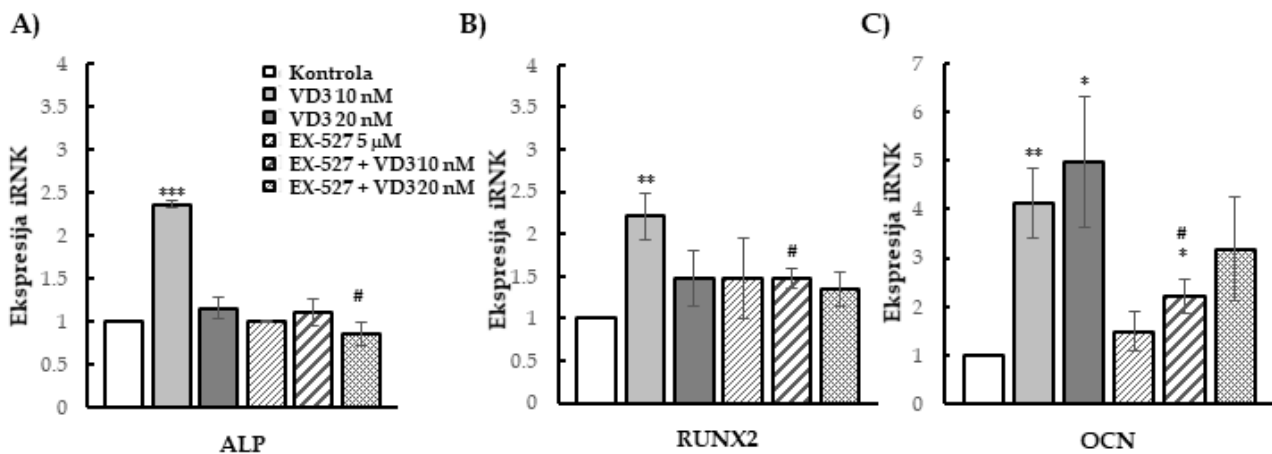 A)
Ekspresija iRNK
4
3.5
3
2.5
2
1.5
1
0.5
0
***
#
Kontrola
VD3 10 nM
VD3 20 nM
EX-527 5 μM
EX-527 + VD3 10 nM
EX-527 + VD3 20 nM
ALP
B)
Ekspresija iRNK
4
3.5
3
2.5
2
1.5
1
0.5
0
**
#
RUNX2
C)
Ekspresija iRNK
7
6
5
4
3
2
1
0
**
*
#
*
OCN